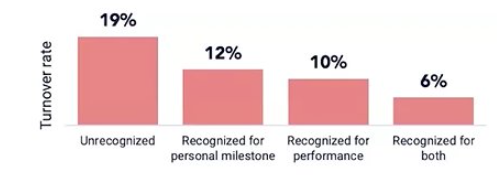 19%
12%
10%
6%
Turnover rate
Unrecognized
Recognized for
personal milestone
Recognized for
performance
Recognized for
both